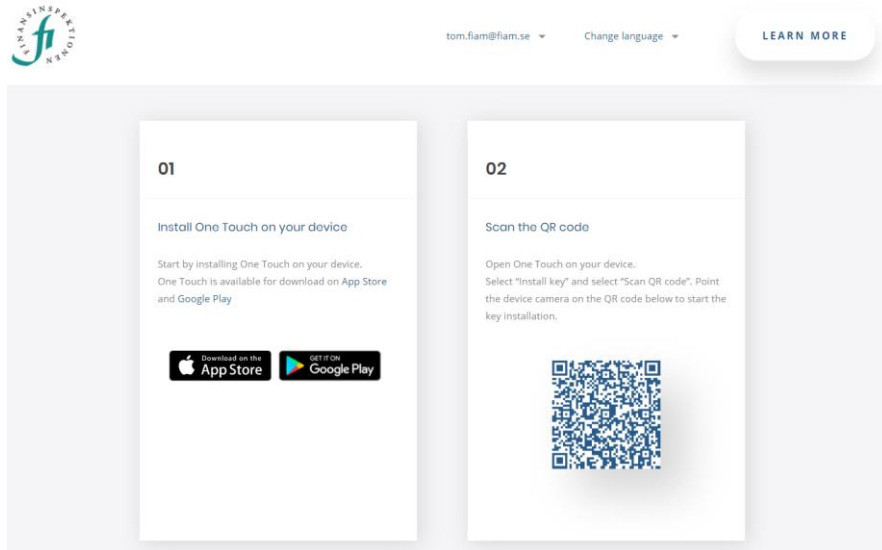 FINANSINSPEKTIONEN
fi
tom.fiam@fiam.se
Change language
LEARN MORE
01
Install One Touch on your device
Start by installing One Touch on your device.
One Touch is available for download on App Store
and Google Play
Download on the
App Store
GET IT ON
Google Play
02
Scan the QR code
Open One Touch on your device.
Select “Install key” and select “Scan QR code”. Point
the device camera on the QR code below to start the
key installation.